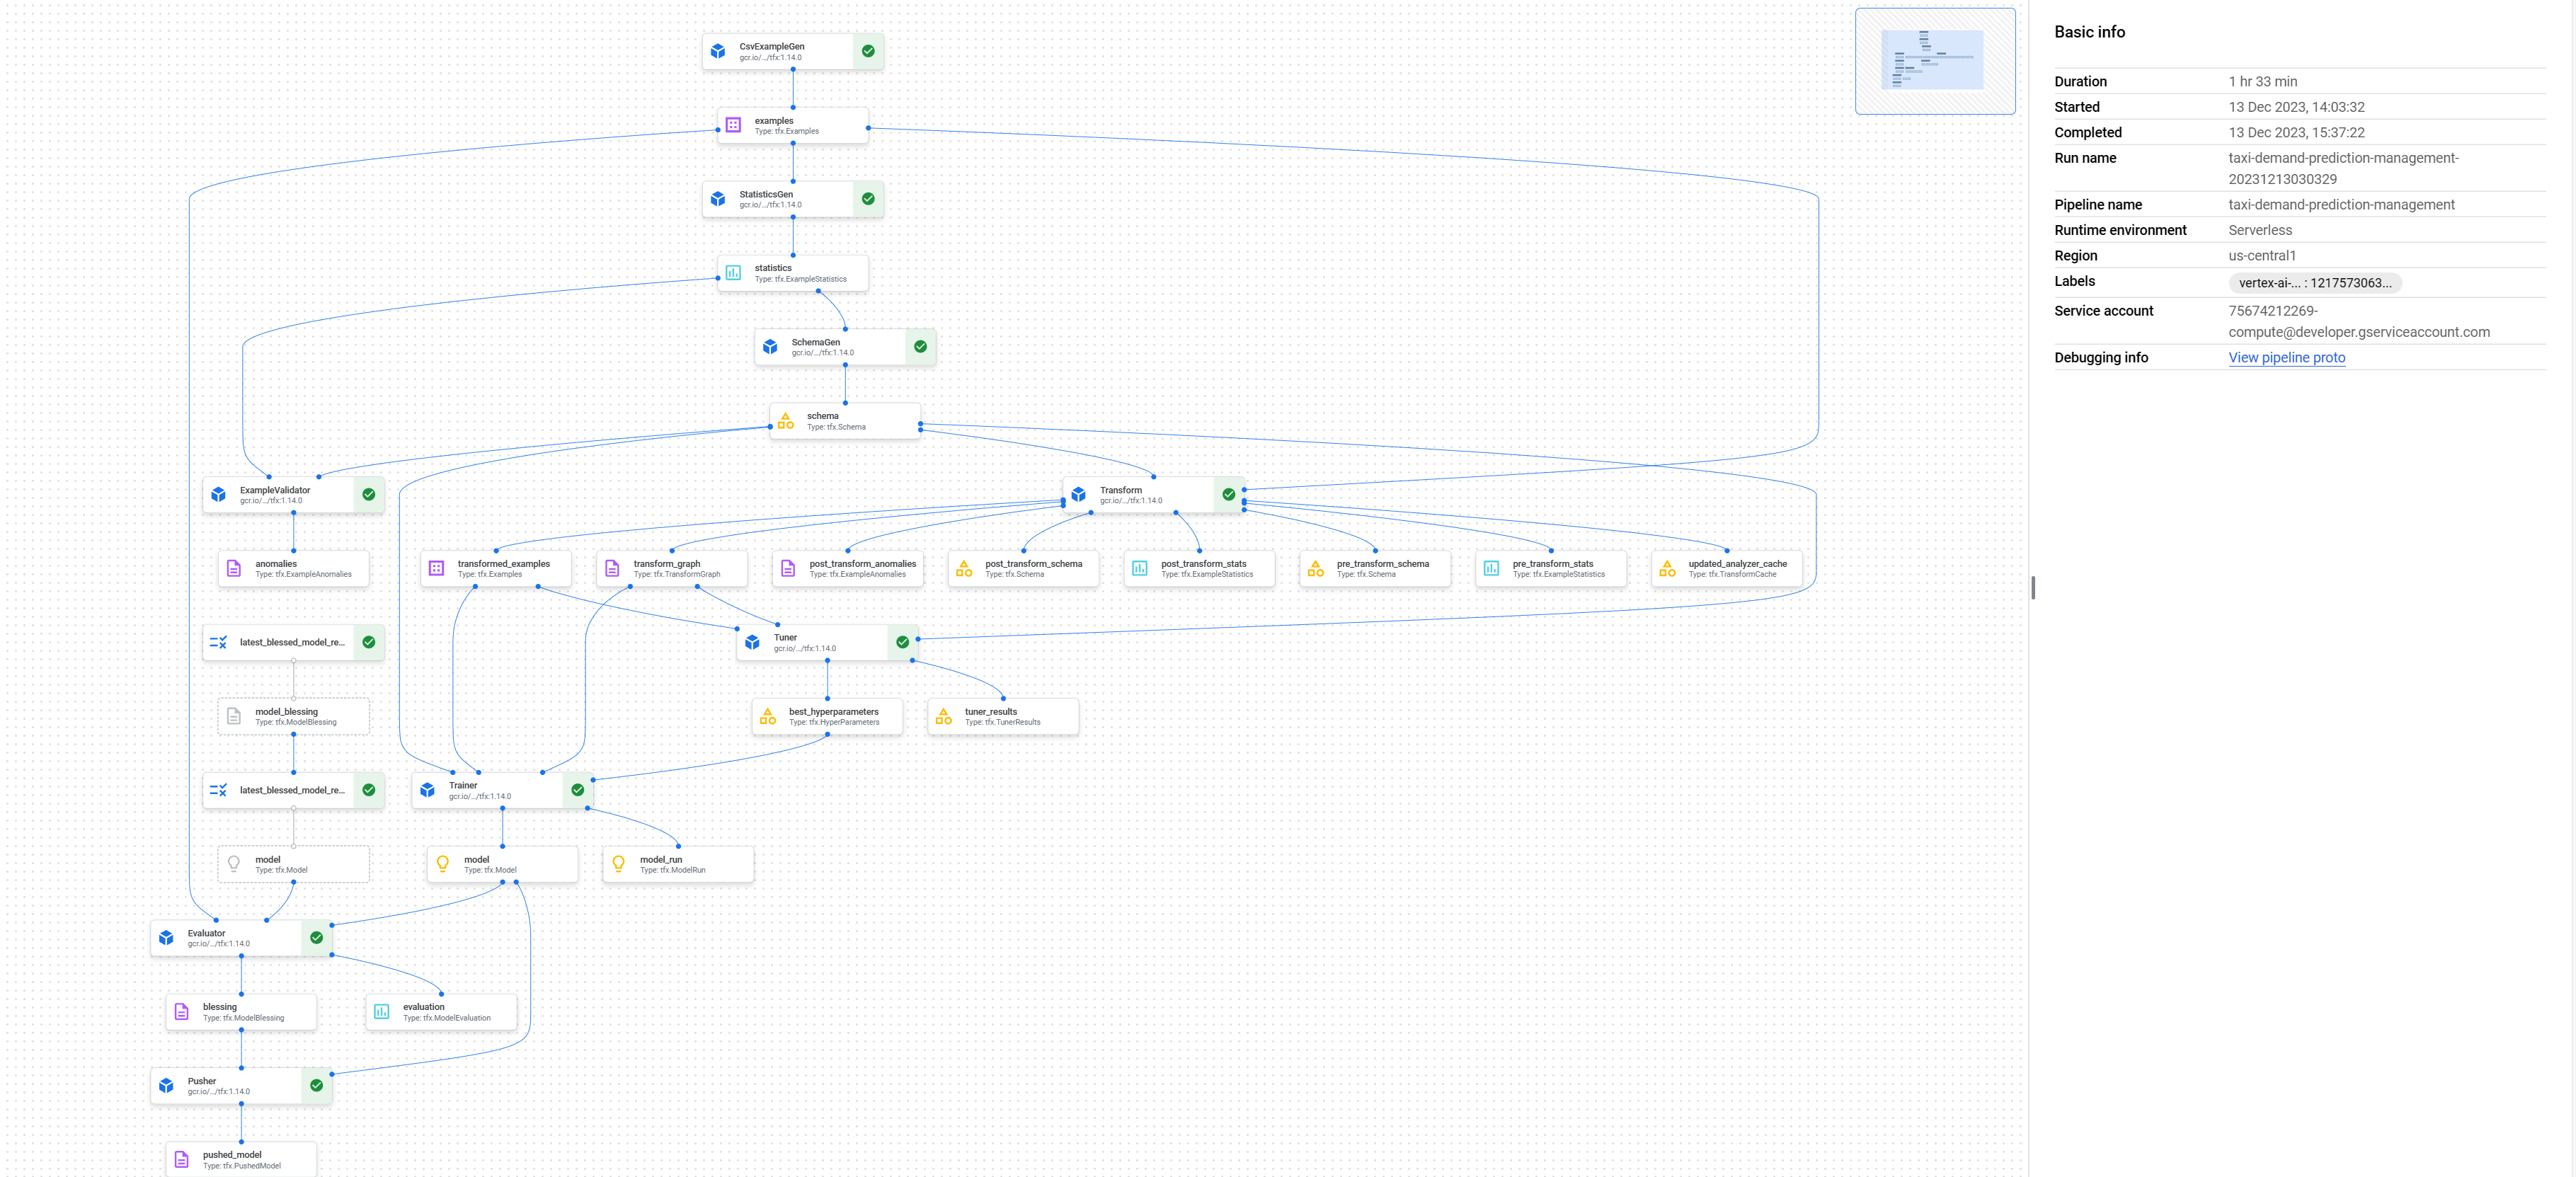 CsvExampleGen
gcr.io/.../tfx:1.14.0
examples
Type: tfx.Examples
StatisticsGen
gcr.io/.../tfx:1.14.0
statistics
Type: tfx.ExampleStatistics
SchemaGen
gcr.io/.../tfx:1.14.0
schema
Type: tfx.Schema
ExampleValidator
gcr.io/.../tfx:1.14.0
Transform
gcr.io/.../tfx:1.14.0
anomalies
Type: tfx.ExampleAnomalies
transformed_examples
Type: tfx.Examples
transform_graph
Type: tfx.TransformGraph
post_transform_anomalies
Type: tfx.ExampleAnomalies
post_transform_schema
Type: tfx.Schema
post_transform_stats
Type: tfx.ExampleStatistics
pre_transform_schema
Type: tfx.Schema
pre_transform_stats
Type: tfx.ExampleStatistics
updated_analyzer_cache
Type: tfx.TransformCache
latest_blessed_model_re...
Tuner
gcr.io/.../tfx:1.14.0
model_blessing
Type: tfx.ModelBlessing
best_hyperparameters
Type: tfx.HyperParameters
tuner_results
Type: tfx.TunerResults
latest_blessed_model_re...
Trainer
gcr.io/.../tfx:1.14.0
model
Type: tfx.Model
model
Type: tfx.Model
model_run
Type: tfx.ModelRun
Evaluator
gcr.io/.../tfx:1.14.0
blessing
Type: tfx.ModelBlessing
evaluation
Type: tfx.ModelEvaluation
Pusher
gcr.io/.../tfx:1.14.0
pushed_model
Type: tfx.PushedModel
Basic info
Duration 1 hr 33 min
Started 13 Dec 2023, 14:03:32
Completed 13 Dec 2023, 15:37:22
Run name taxi-demand-prediction-management-
20231213030329
Pipeline name taxi-demand-prediction-management
Runtime environment Serverless
Region us-central1
Labels vertex-ai-... : 1217573063...
Service account 75674212269-
compute@developer.gserviceaccount.com
Debugging info View pipeline proto